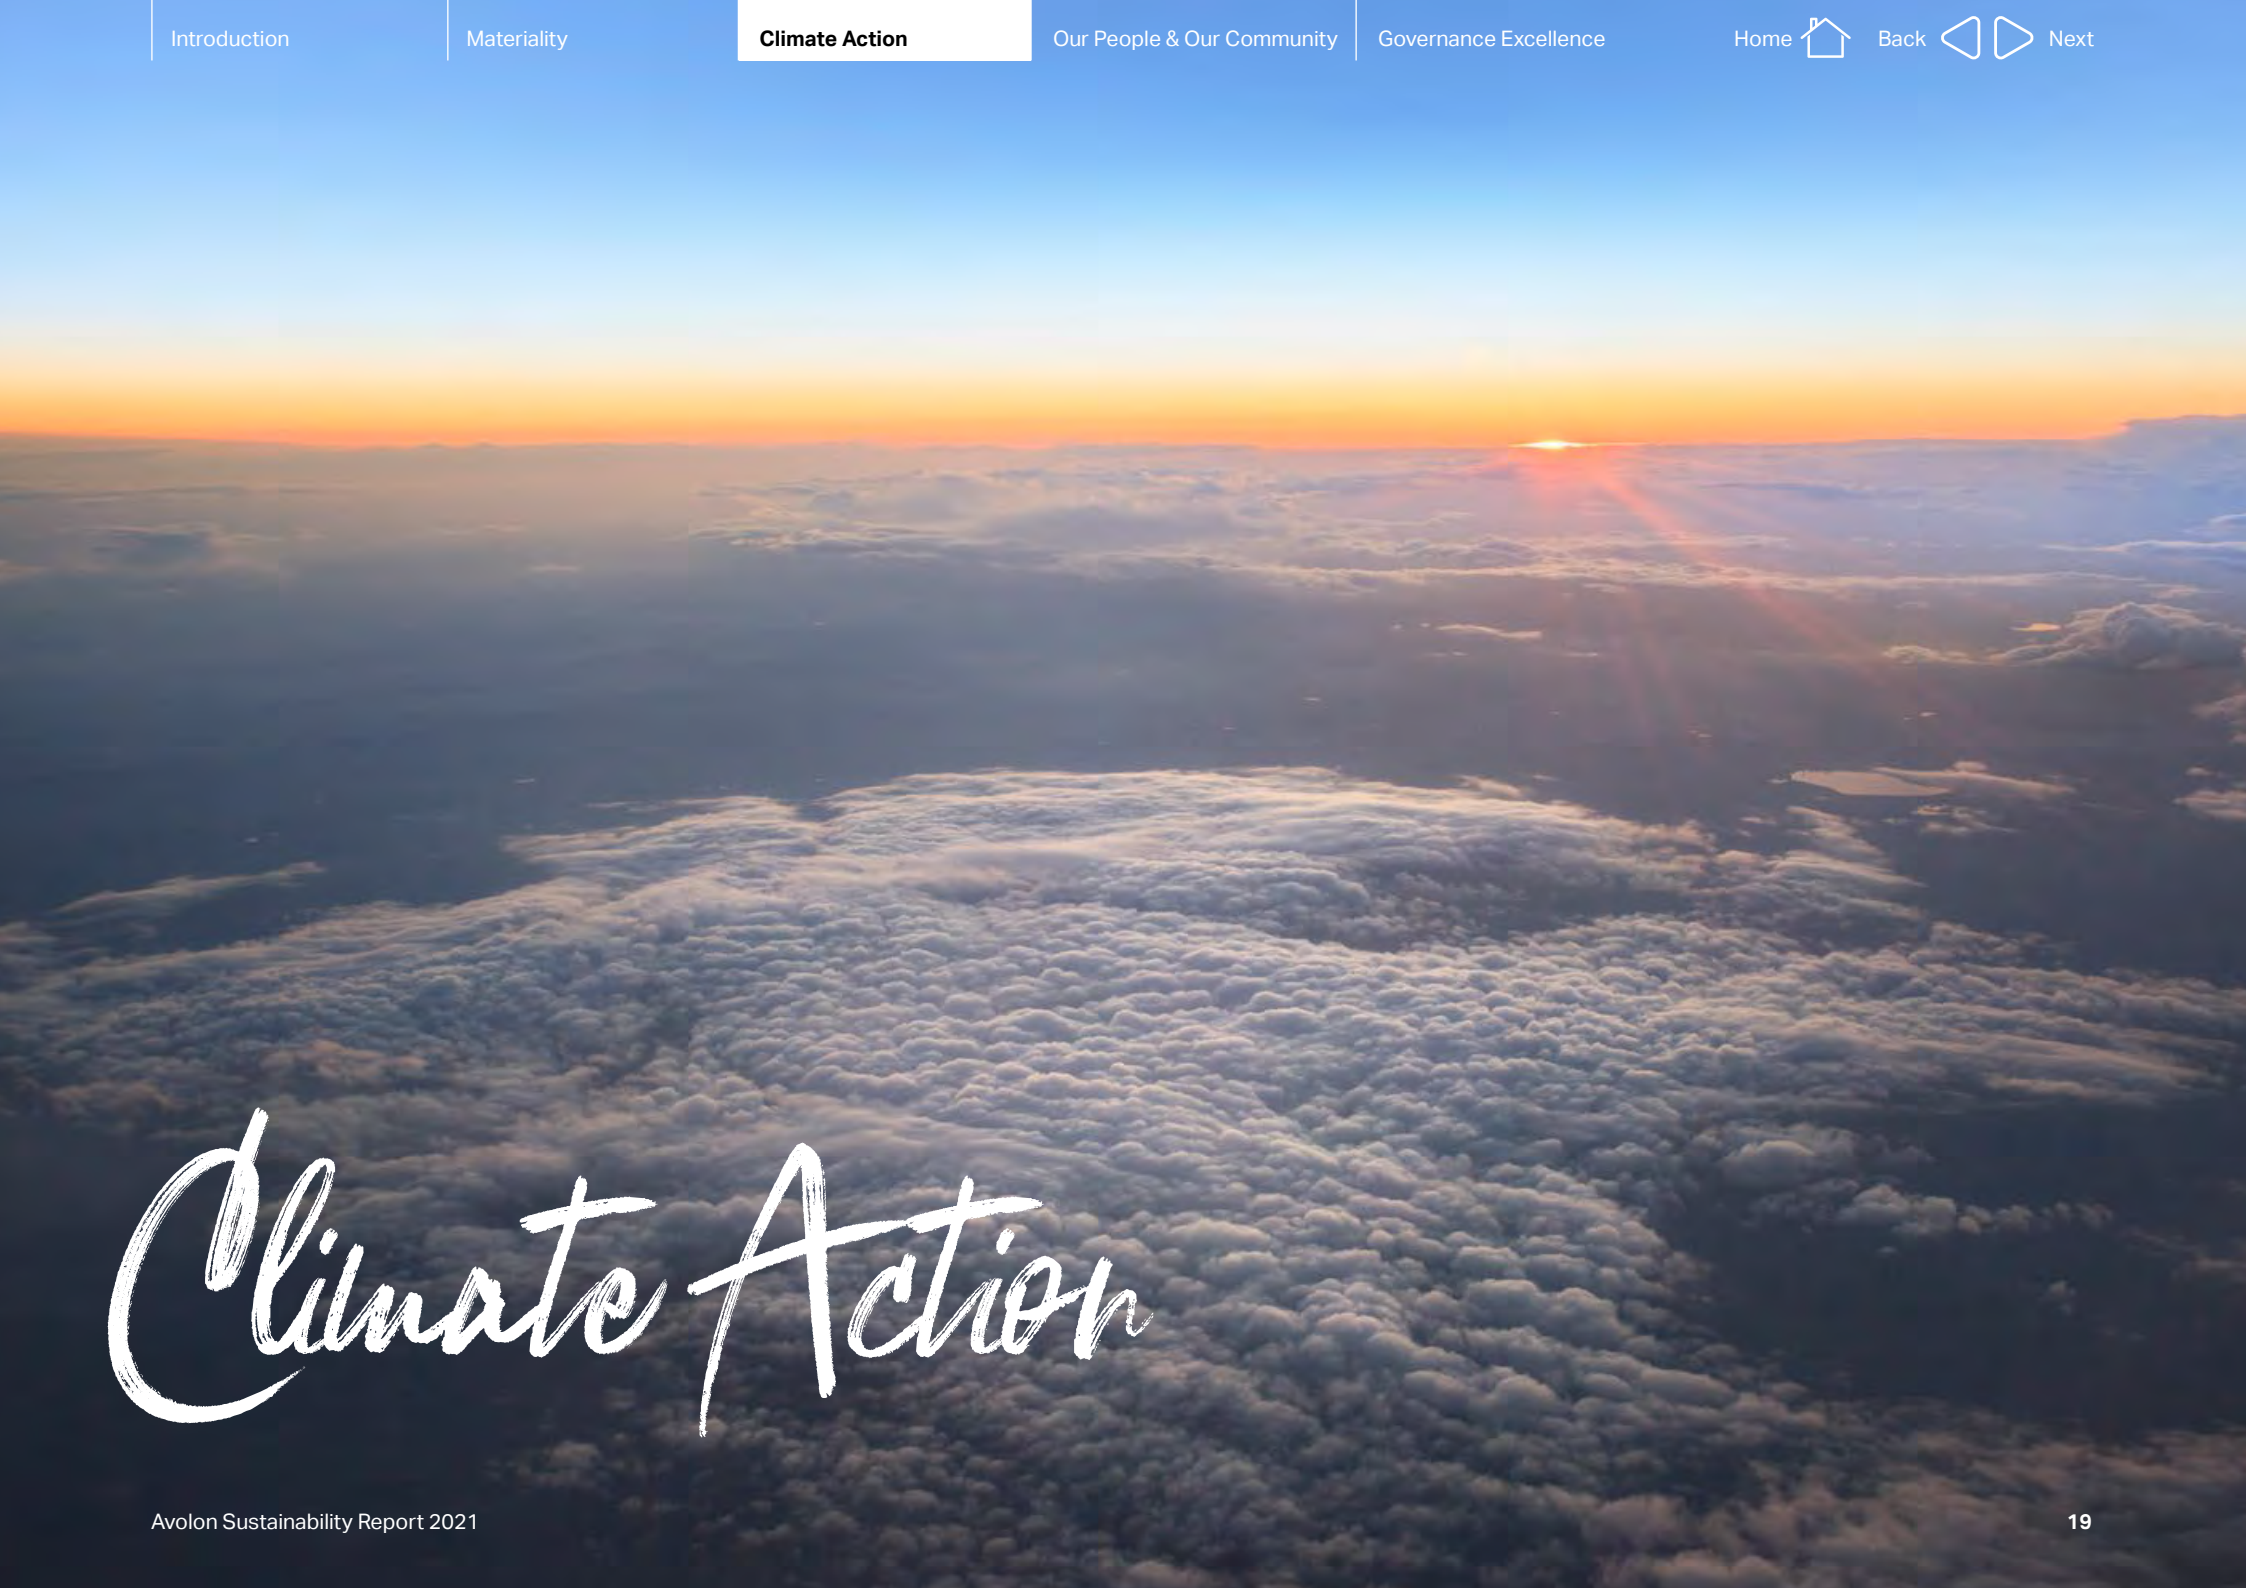 Introduction
Materiality
Climate Action
Our People & Our Community
Governance Excellence
Home
Back
Next
Climate Action
Avolon Sustainability Report 2021
19